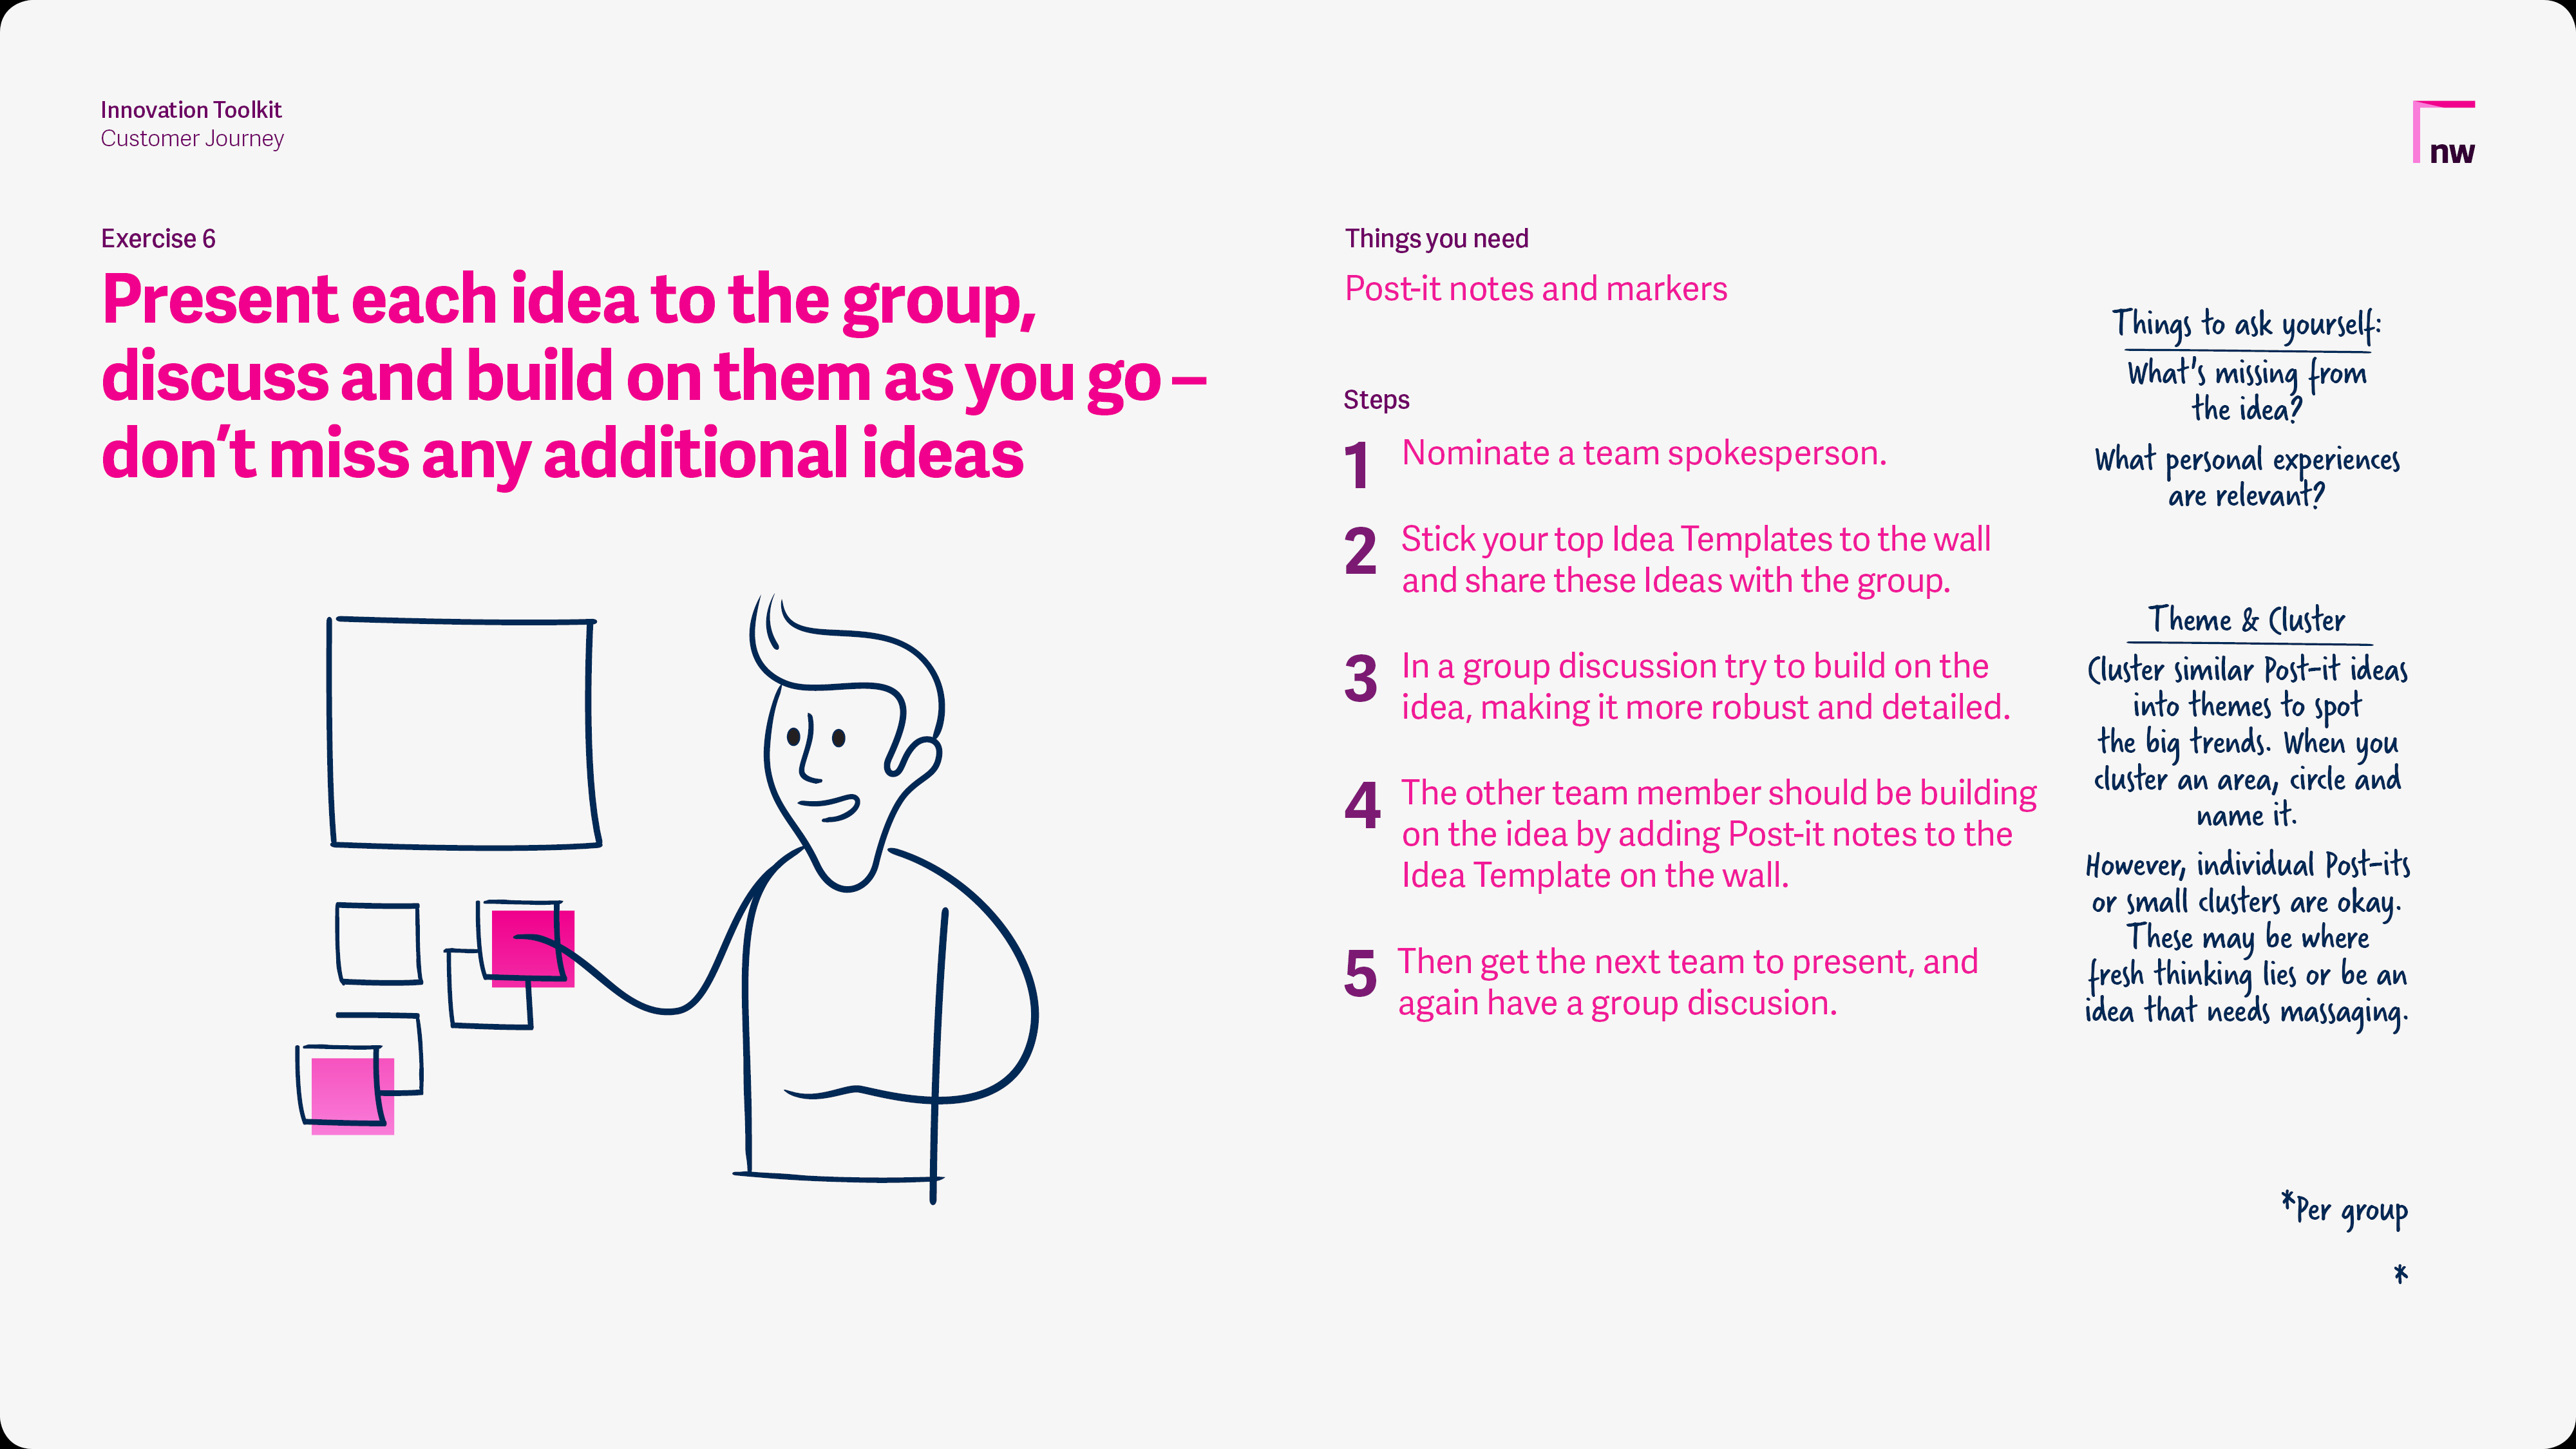 Innovation Toolkit
Customer Journey
nw
Exercise 6
Present each idea to the group,
discuss and build on them as you go –
don't miss any additional ideas
Things you need
Post-it notes and markers
Steps
1 Nominate a team spokesperson.
2 Stick your top Idea Templates to the wall
and share these Ideas with the group.
3 In a group discussion try to build on the
idea, making it more robust and detailed.
4 The other team member should be building
on the idea by adding Post-it notes to the
Idea Template on the wall.
5 Then get the next team to present, and
again have a group discusion.
Things to ask yourself:
What's missing from
the idea?
What personal experiences
are relevant?
Theme & Cluster
Cluster similar Post-it ideas
into themes to spot
the big trends. When you
cluster an area, circle and
name it.
However, individual Post-its
or small clusters are okay.
These may be where
fresh thinking lies or be an
idea that needs massaging.
*Per group
*